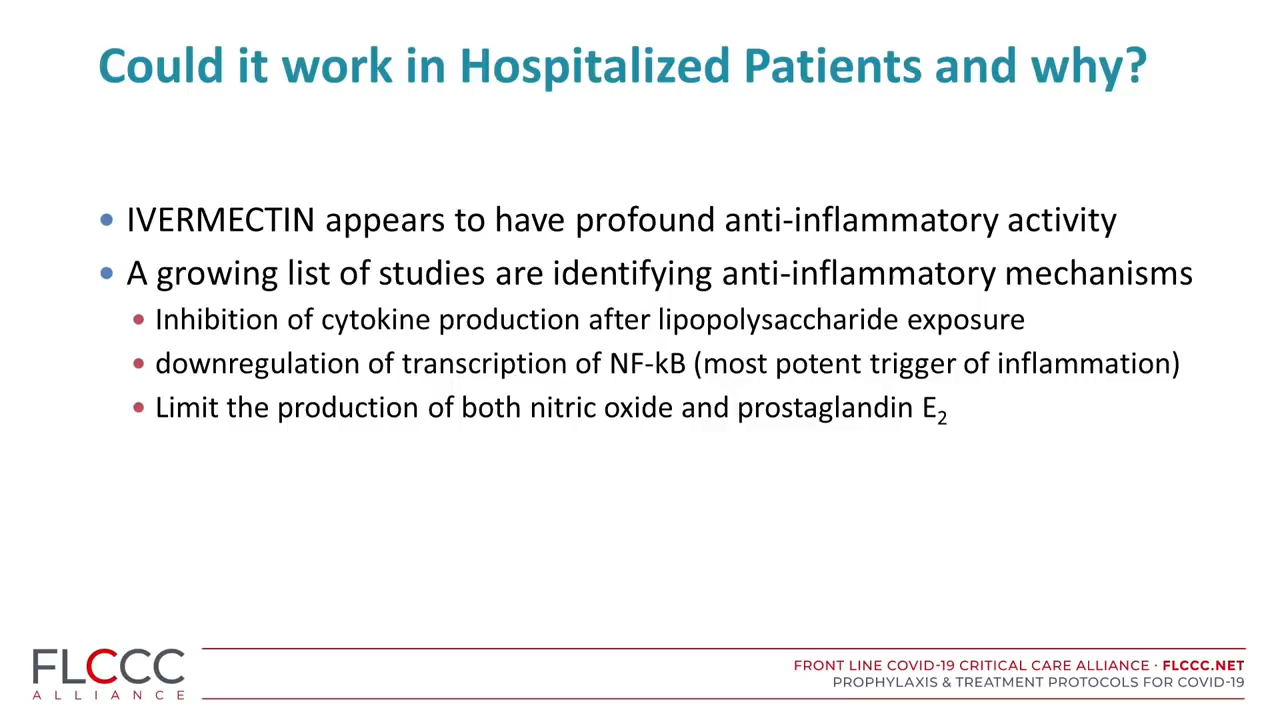 Could it work in Hospitalized Patients and why?
• IVERMECTIN appears to have profound anti-inflammatory activity
• A growing list of studies are identifying anti-inflammatory mechanisms
• Inhibition of cytokine production after lipopolysaccharide exposure
• downregulation of transcription of NF-kB (most potent trigger of inflammation)
• Limit the production of both nitric oxide and prostaglandin E₂
FLCCC
ALLIANCE
FRONT LINE COVID-19 CRITICAL CARE ALLIANCE · FLCCC.NET
PROPHYLAXIS & TREATMENT PROTOCOLS FOR COVID-19